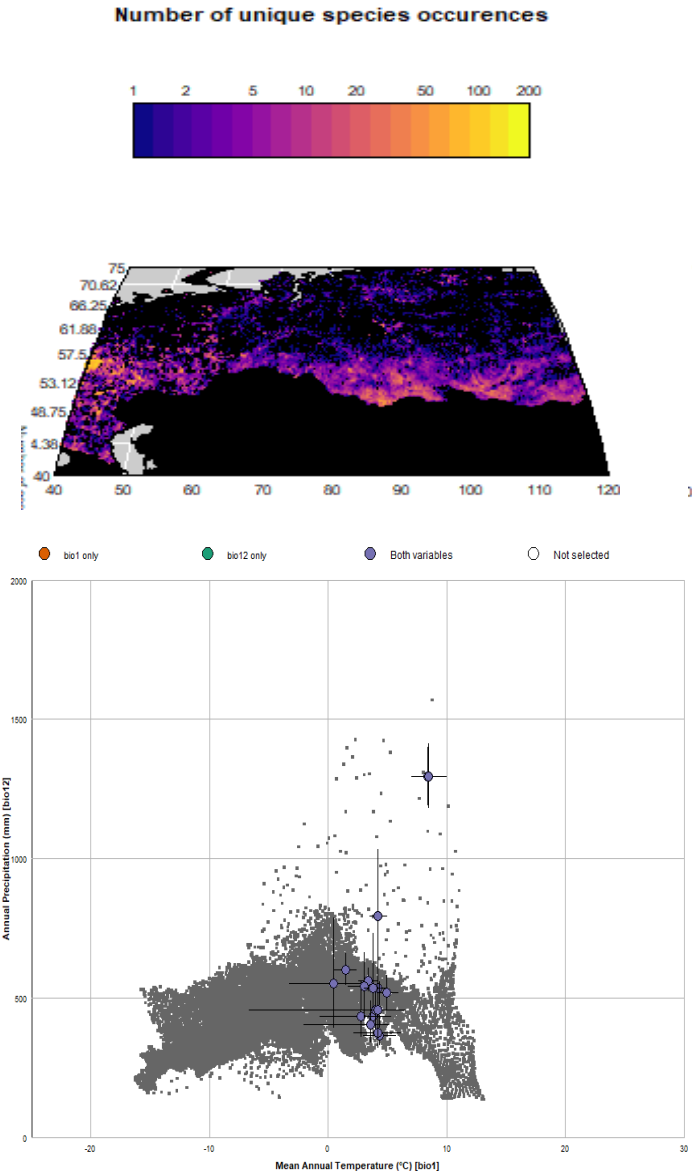 Number of unique species occurences
1 2 5 10 20 50 100 200
75
70.62
66.25
61.88
57.5
53.12
48.75
4.38
40
40 50 60 70 80 90 100 110 120
bio1 only bio12 only Both variables Not selected
2000
1500
1000
500
0
Annual Precipitation (mm) [bio12]
-20 -10 0 10 20 30
Mean Annual Temperature (ºC) [bio1]